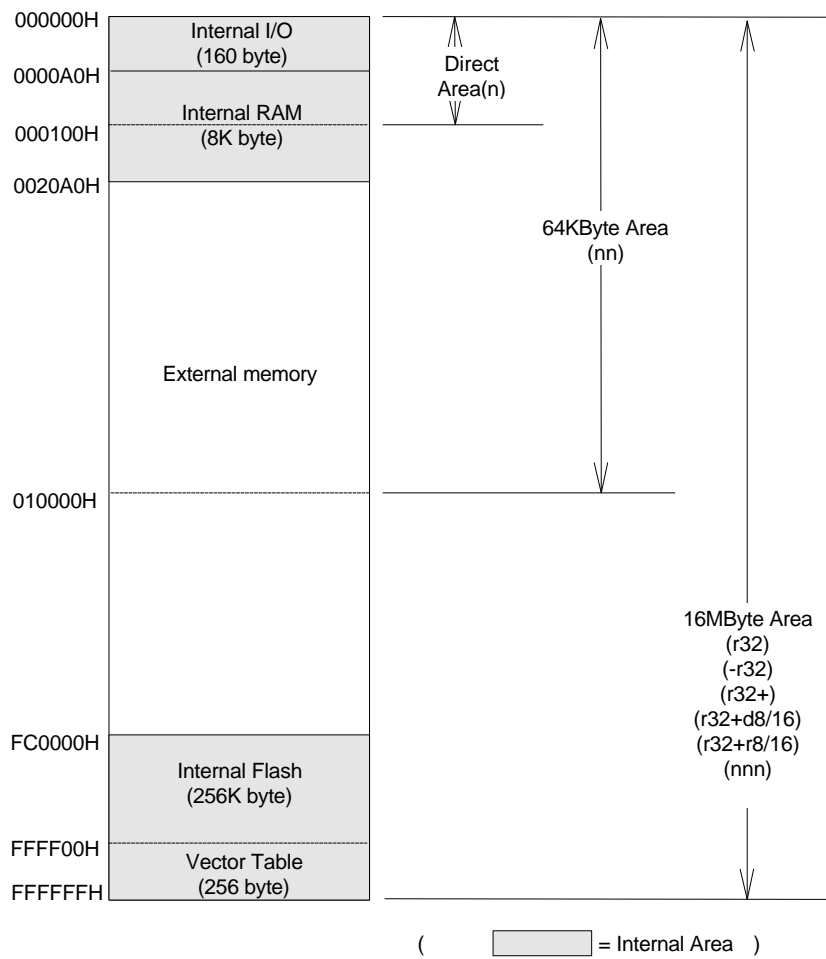 000000H
Internal I/O
(160 byte)
0000A0H
Internal RAM
(8K byte)
000100H
0020A0H
External memory
010000H
FC0000H
Internal Flash
(256K byte)
FFFF00H
Vector Table
(256 byte)
FFFFFFH
Direct
Area(n)
64KByte Area
(nn)
16MByte Area
(r32)
(-r32)
(r32+)
(r32+d8/16)
(r32+r8/16)
(nnn)
( = Internal Area )